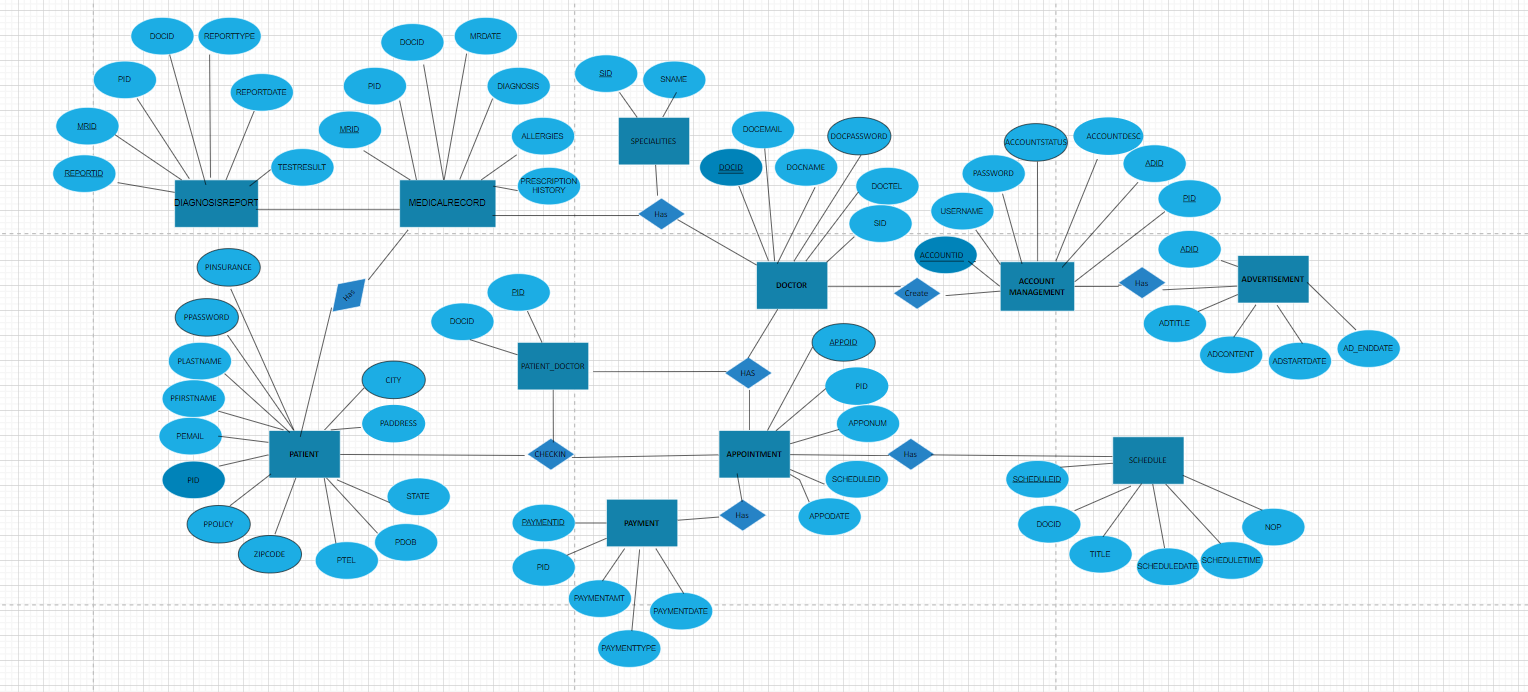 DOCID
REPORTTYPE
PID
REPORTDATE
MRID
REPORTID
TESTRESULT
DIAGNOSISREPORT
DOCID
MRDATE
PID
DIAGNOSIS
MRID
ALLERGIES
PRESCRIPTION
HISTORY
MEDICALRECORD
SID
SNAME
SPECIALITIES
Has
DOCEMAIL
DOCPASSWORD
DOCID
DOCNAME
DOCTEL
SID
DOCTOR
Create
ACCOUNTSTATUS
ACCOUNTDESC
PASSWORD
ADID
USERNAME
PID
ACCOUNTID
ACCOUNT
MANAGEMENT
Has
ADID
ADVERTISEMENT
ADTITLE
ADCONTENT
ADSTARTDATE
AD_ENDDATE
Has
PINSURANCE
PPASSWORD
PLASTNAME
PFIRSTNAME
PEMAIL
PID
PPOLICY
ZIPCODE
PTEL
PDOB
STATE
PADDRESS
CITY
PATIENT
PID
DOCID
PATIENT_DOCTOR
HAS
CHECKIN
APPOID
PID
APPONUM
SCHEDULEID
APPODATE
APPOINTMENT
Has
Has
PAYMENT
PAYMENTID
PID
PAYMENTAMT
PAYMENTDATE
PAYMENTTYPE
SCHEDULE
SCHEDULEID
DOCID
TITLE
SCHEDULEDATE
SCHEDULETIME
NOP